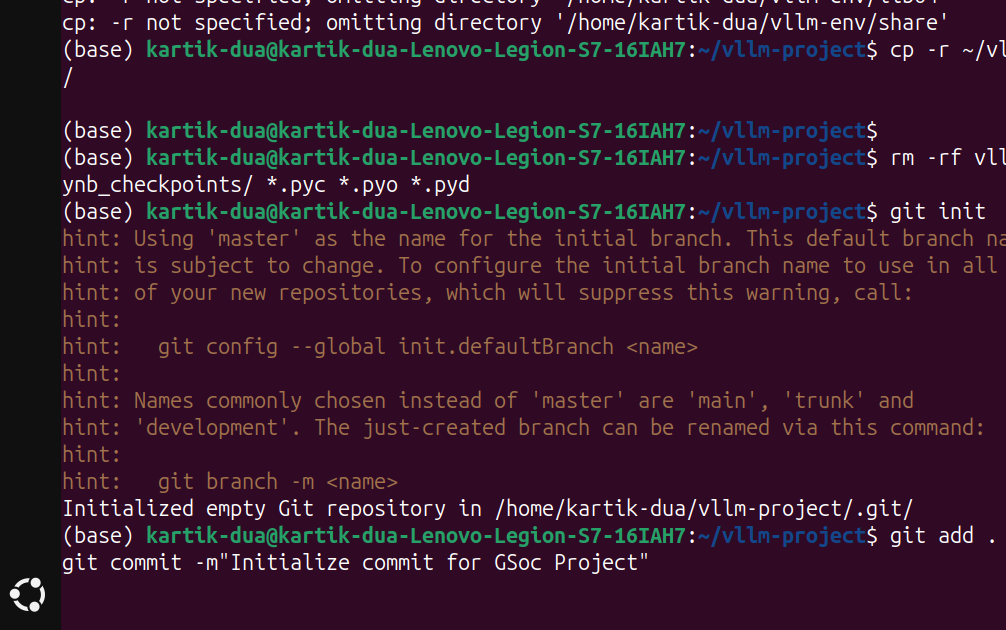 cp: -r not specified; omitting directory '/home/kartik-dua/vllm-env/lib64'
cp: -r not specified; omitting directory '/home/kartik-dua/vllm-env/share'
(base) kartik-dua@kartik-dua-Lenovo-Legion-S7-16IAH7:~/vllm-project$ cp -r ~/vl
/
(base) kartik-dua@kartik-dua-Lenovo-Legion-S7-16IAH7:~/vllm-project$
(base) kartik-dua@kartik-dua-Lenovo-Legion-S7-16IAH7:~/vllm-project$ rm -rf vll
ynb_checkpoints/ *.pyc *.pyo *.pyd
(base) kartik-dua@kartik-dua-Lenovo-Legion-S7-16IAH7:~/vllm-project$ git init
hint: Using 'master' as the name for the initial branch. This default branch na
hint: is subject to change. To configure the initial branch name to use in all
hint: of your new repositories, which will suppress this warning, call:
hint:
hint:   git config --global init.defaultBranch <name>
hint:
hint: Names commonly chosen instead of 'master' are 'main', 'trunk' and
hint: 'development'. The just-created branch can be renamed via this command:
hint:
hint:   git branch -m <name>
Initialized empty Git repository in /home/kartik-dua/vllm-project/.git/
(base) kartik-dua@kartik-dua-Lenovo-Legion-S7-16IAH7:~/vllm-project$ git add .
git commit -m"Initialize commit for GSoc Project"